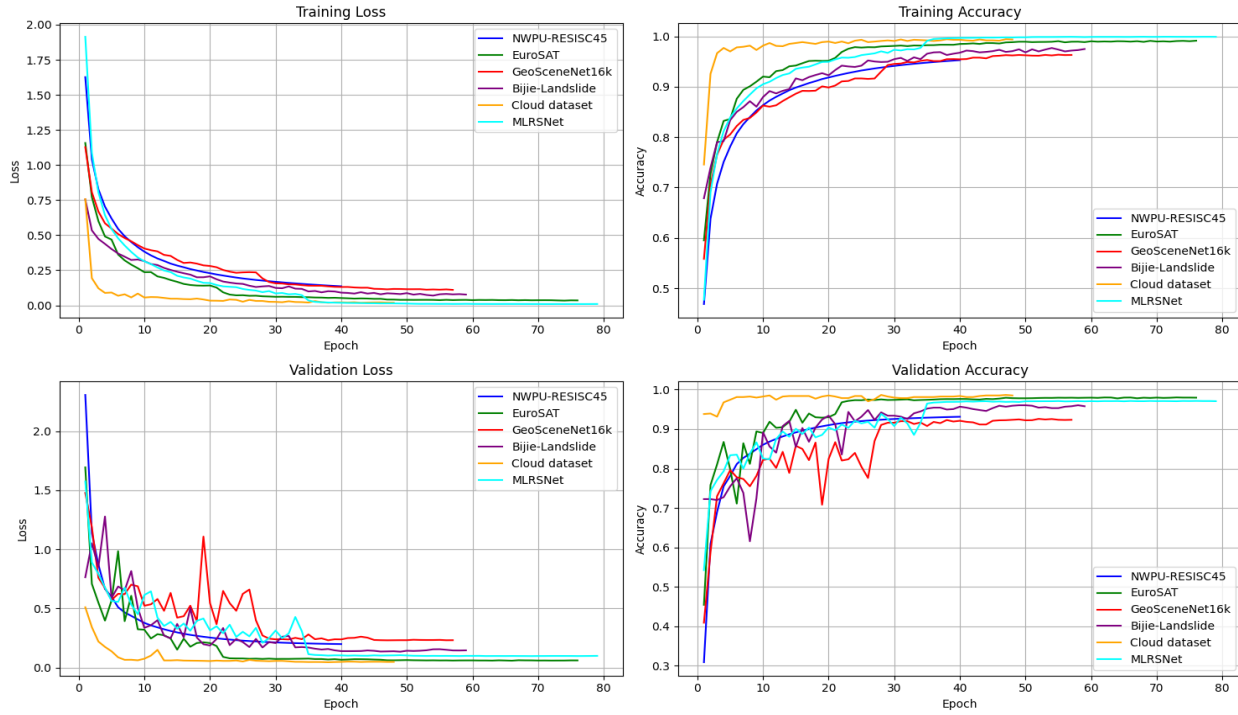 Training Loss
2.00
1.75
1.50
1.25
1.00
0.75
0.50
0.25
0.00
Loss
0 10 20 30 40 50 60 70 80
Epoch
NWPU-RESISC45
EuroSAT
GeoSceneNet16k
Bijie-Landslide
Cloud dataset
MLRSNet
Training Accuracy
1.0
0.9
0.8
0.7
0.6
0.5
Accuracy
0 10 20 30 40 50 60 70 80
Epoch
NWPU-RESISC45
EuroSAT
GeoSceneNet16k
Bijie-Landslide
Cloud dataset
MLRSNet
Validation Loss
2.0
1.5
1.0
0.5
0.0
Loss
0 10 20 30 40 50 60 70 80
Epoch
NWPU-RESISC45
EuroSAT
GeoSceneNet16k
Bijie-Landslide
Cloud dataset
MLRSNet
Validation Accuracy
1.0
0.9
0.8
0.7
0.6
0.5
0.4
0.3
Accuracy
0 10 20 30 40 50 60 70 80
Epoch
NWPU-RESISC45
EuroSAT
GeoSceneNet16k
Bijie-Landslide
Cloud dataset
MLRSNet